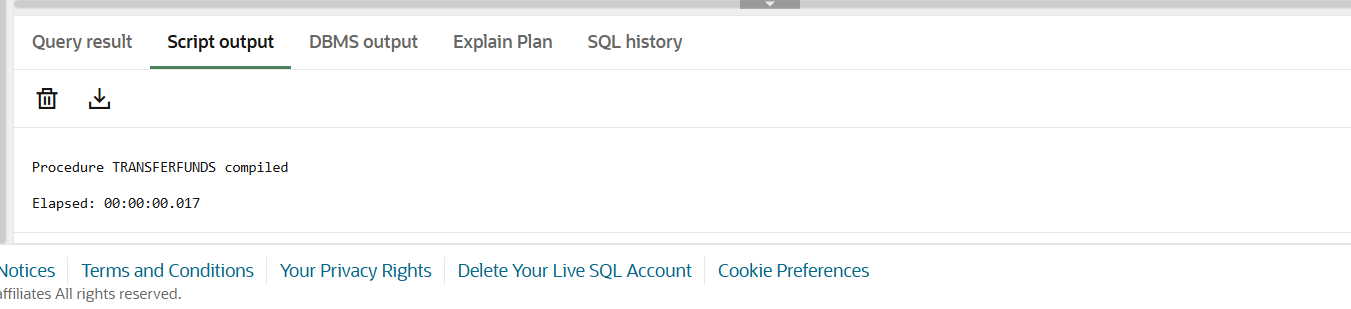 Query result Script output DBMS output Explain Plan SQL history
Procedure TRANSFERFUNDS compiled
Elapsed: 00:00:00.017
Notices Terms and Conditions Your Privacy Rights Delete Your Live SQL Account Cookie Preferences
affiliates All rights reserved.